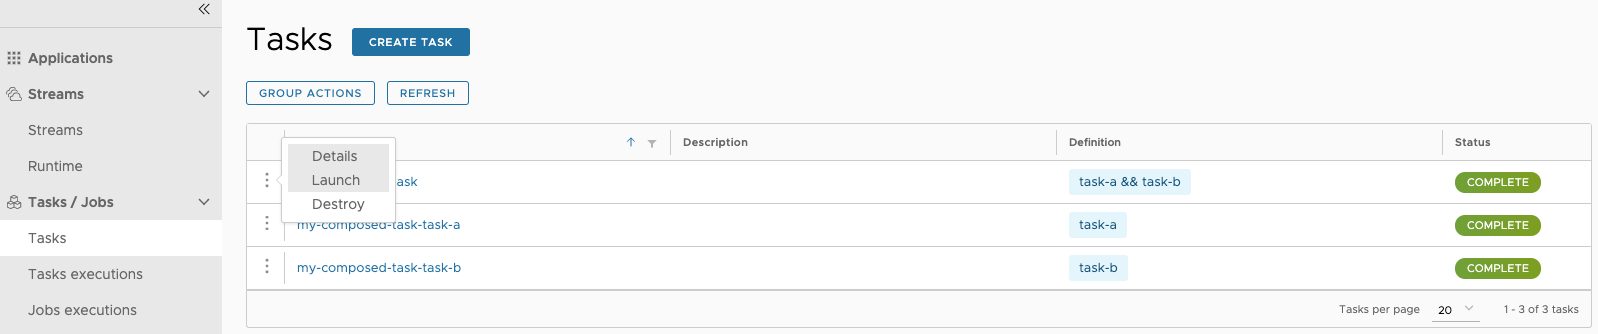 Applications
Streams
Streams
Runtime
Tasks / Jobs
Tasks
Tasks executions
Jobs executions
Tasks CREATE TASK
GROUP ACTIONS REFRESH
Description Definition Status
Details
Launch
Destroy
ask task-a && task-b COMPLETE
my-composed-task-task-a task-a COMPLETE
my-composed-task-task-b task-b COMPLETE
Tasks per page 20 1 - 3 of 3 tasks